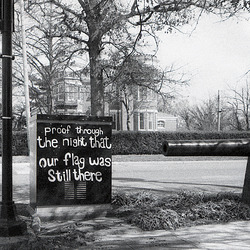 Proof through
the night that
our flag was
Still there